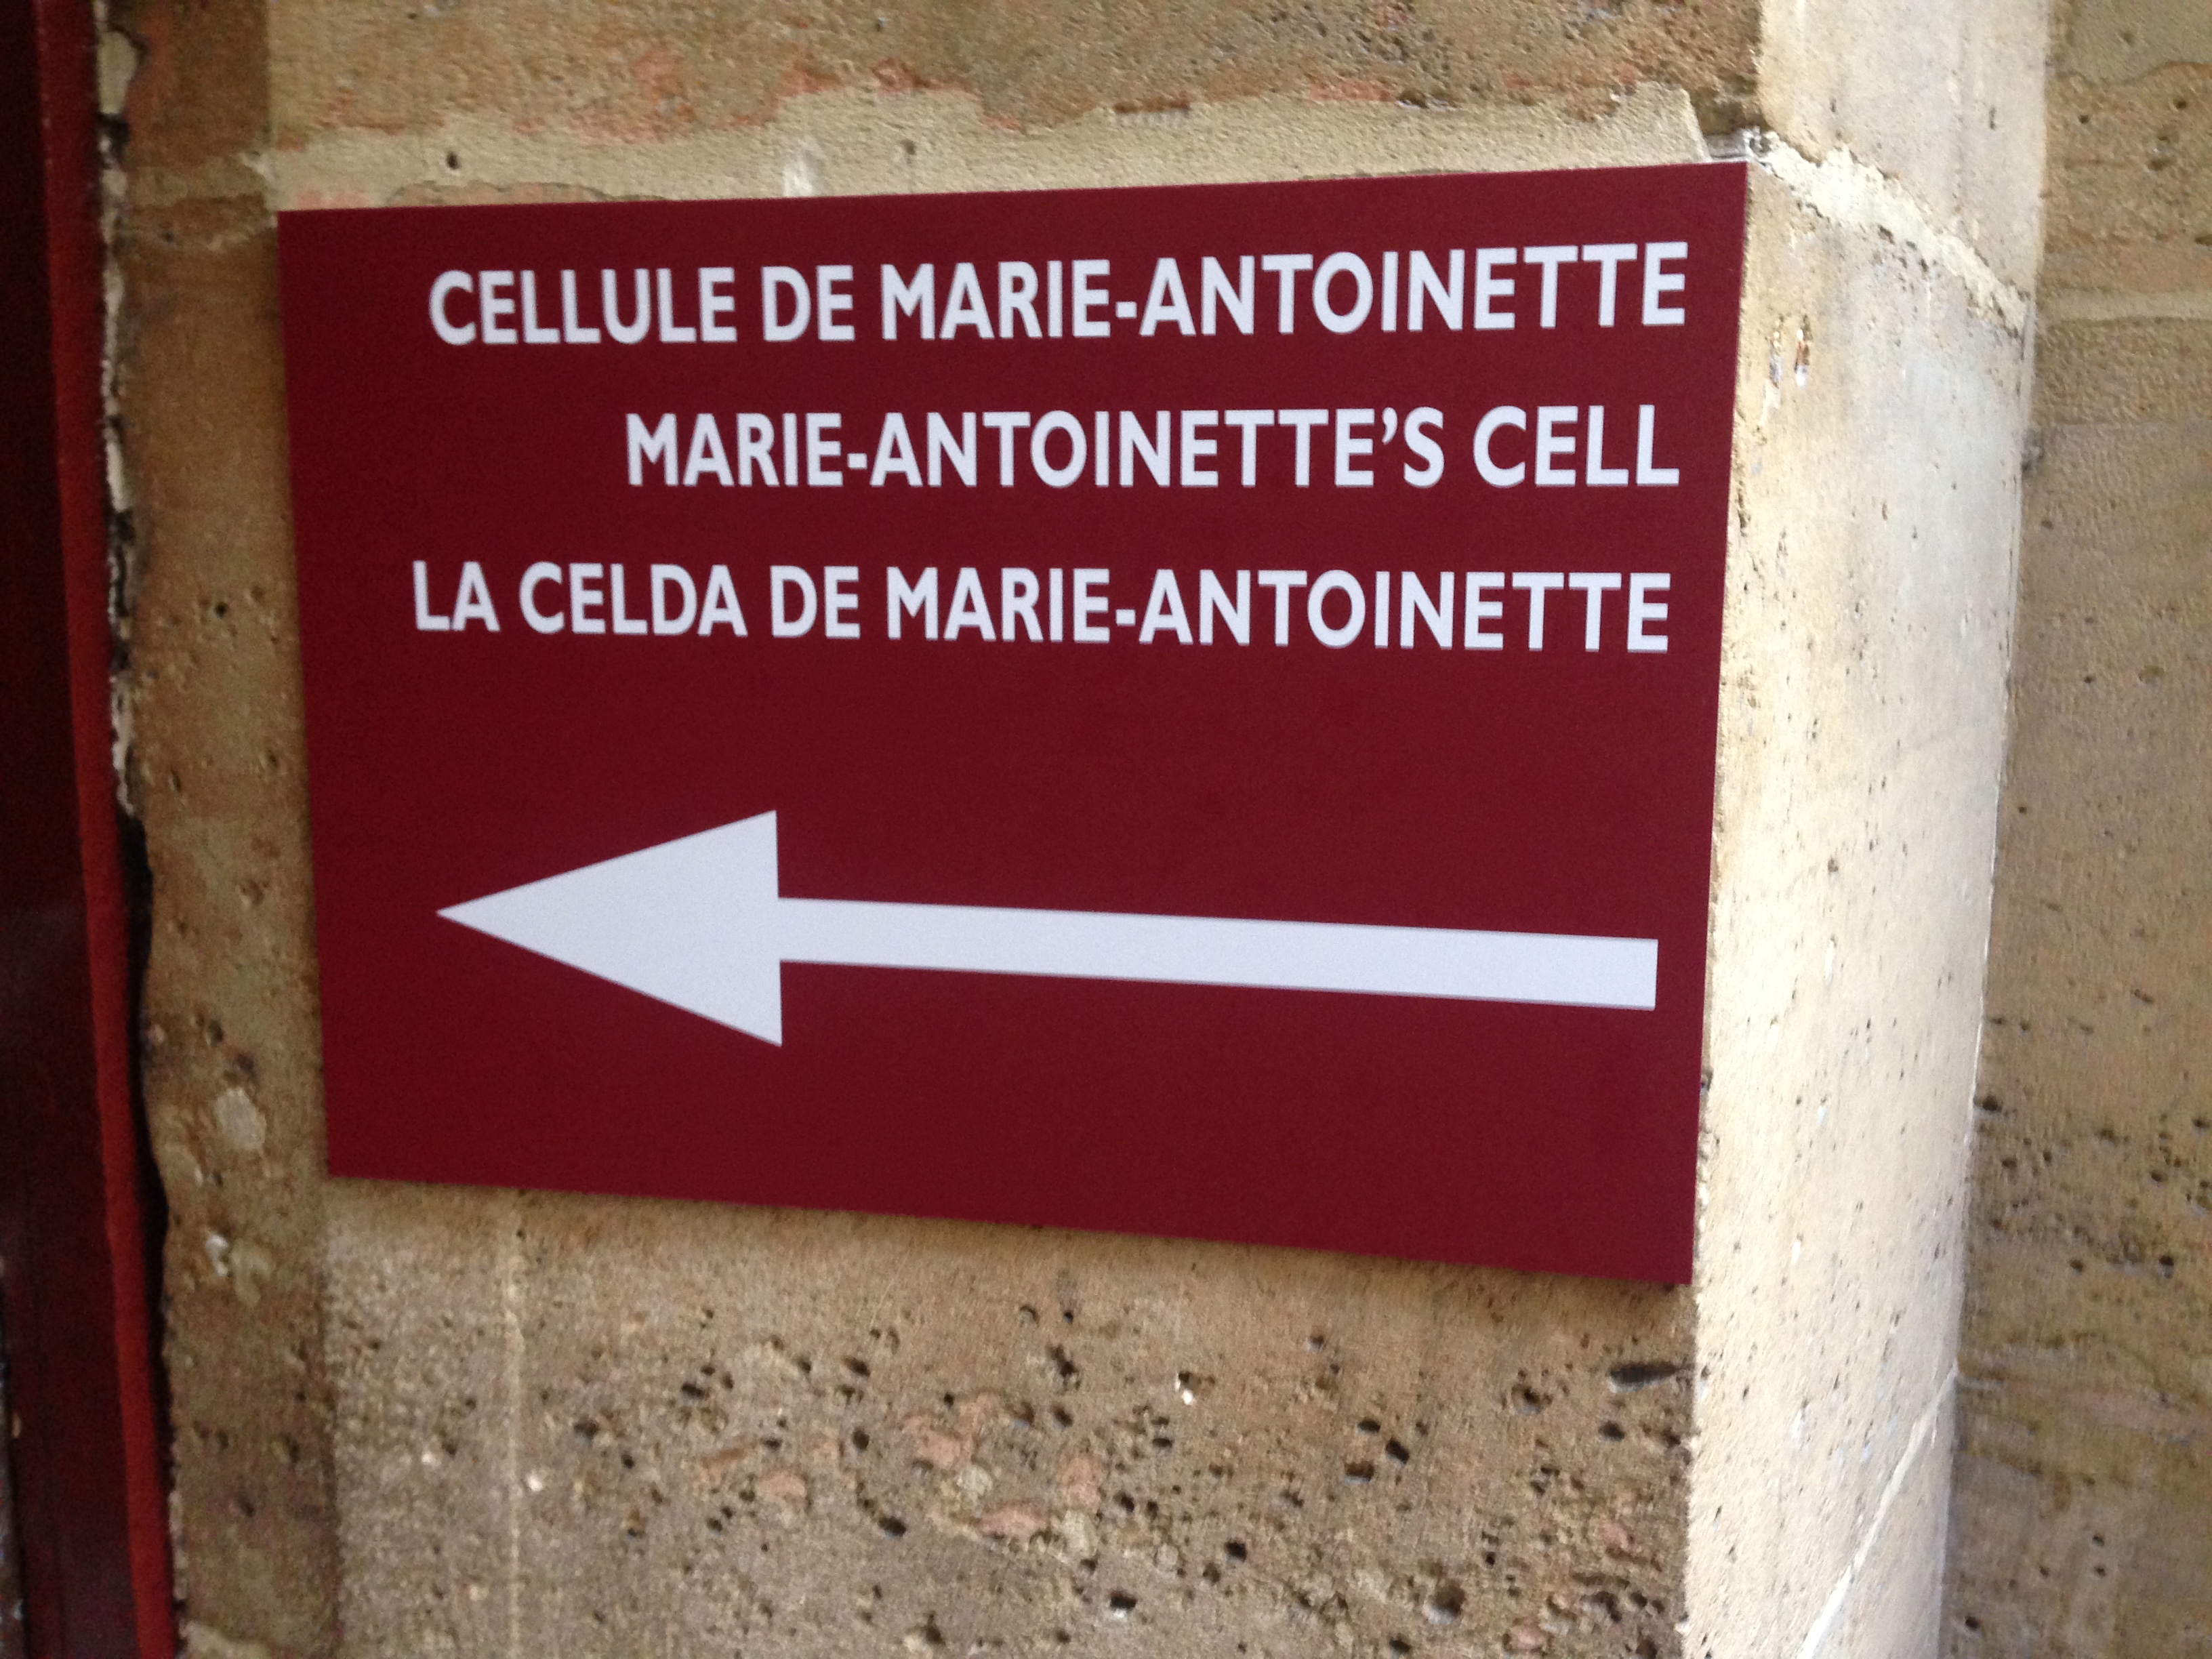 CELLULE DE MARIE-ANTOINETTE
MARIE-ANTOINETTE’S CELL
LA CELDA DE MARIE-ANTOINETTE